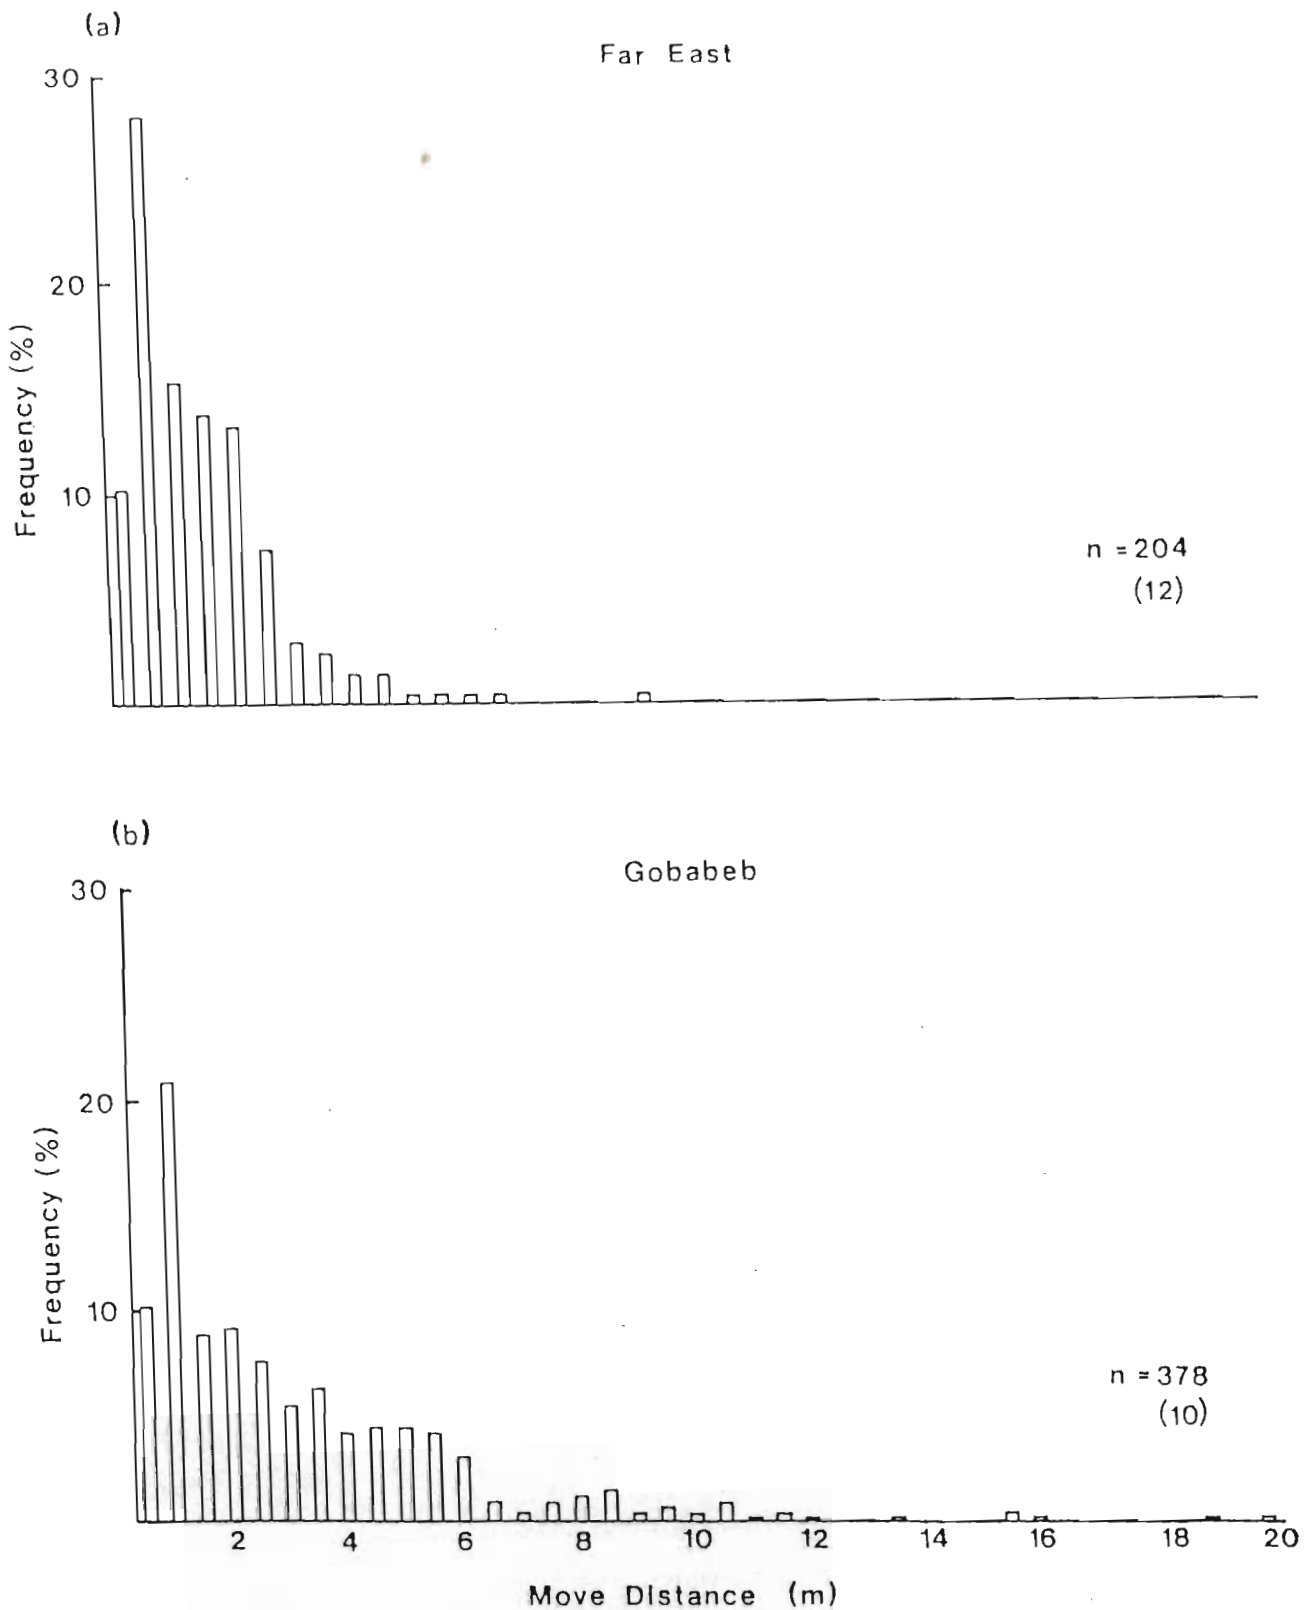 (a)
Far East
30
20
10
Frequency (%)
n = 204
(12)
(b)
Gobabeb
30
20
10
Frequency (%)
n = 378
(10)
2 4 6 8 10 12 14 16 18 20
Move Distance (m)